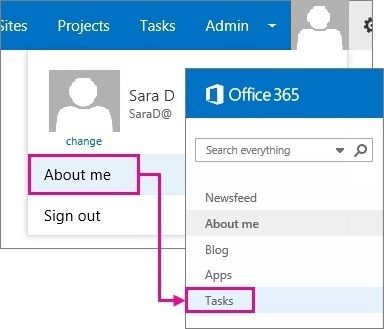 Sites Projects Tasks Admin
Sara D
SaraD@
change
About me
Sign out
Office 365
Search everything
Newsfeed
About me
Blog
Apps
Tasks